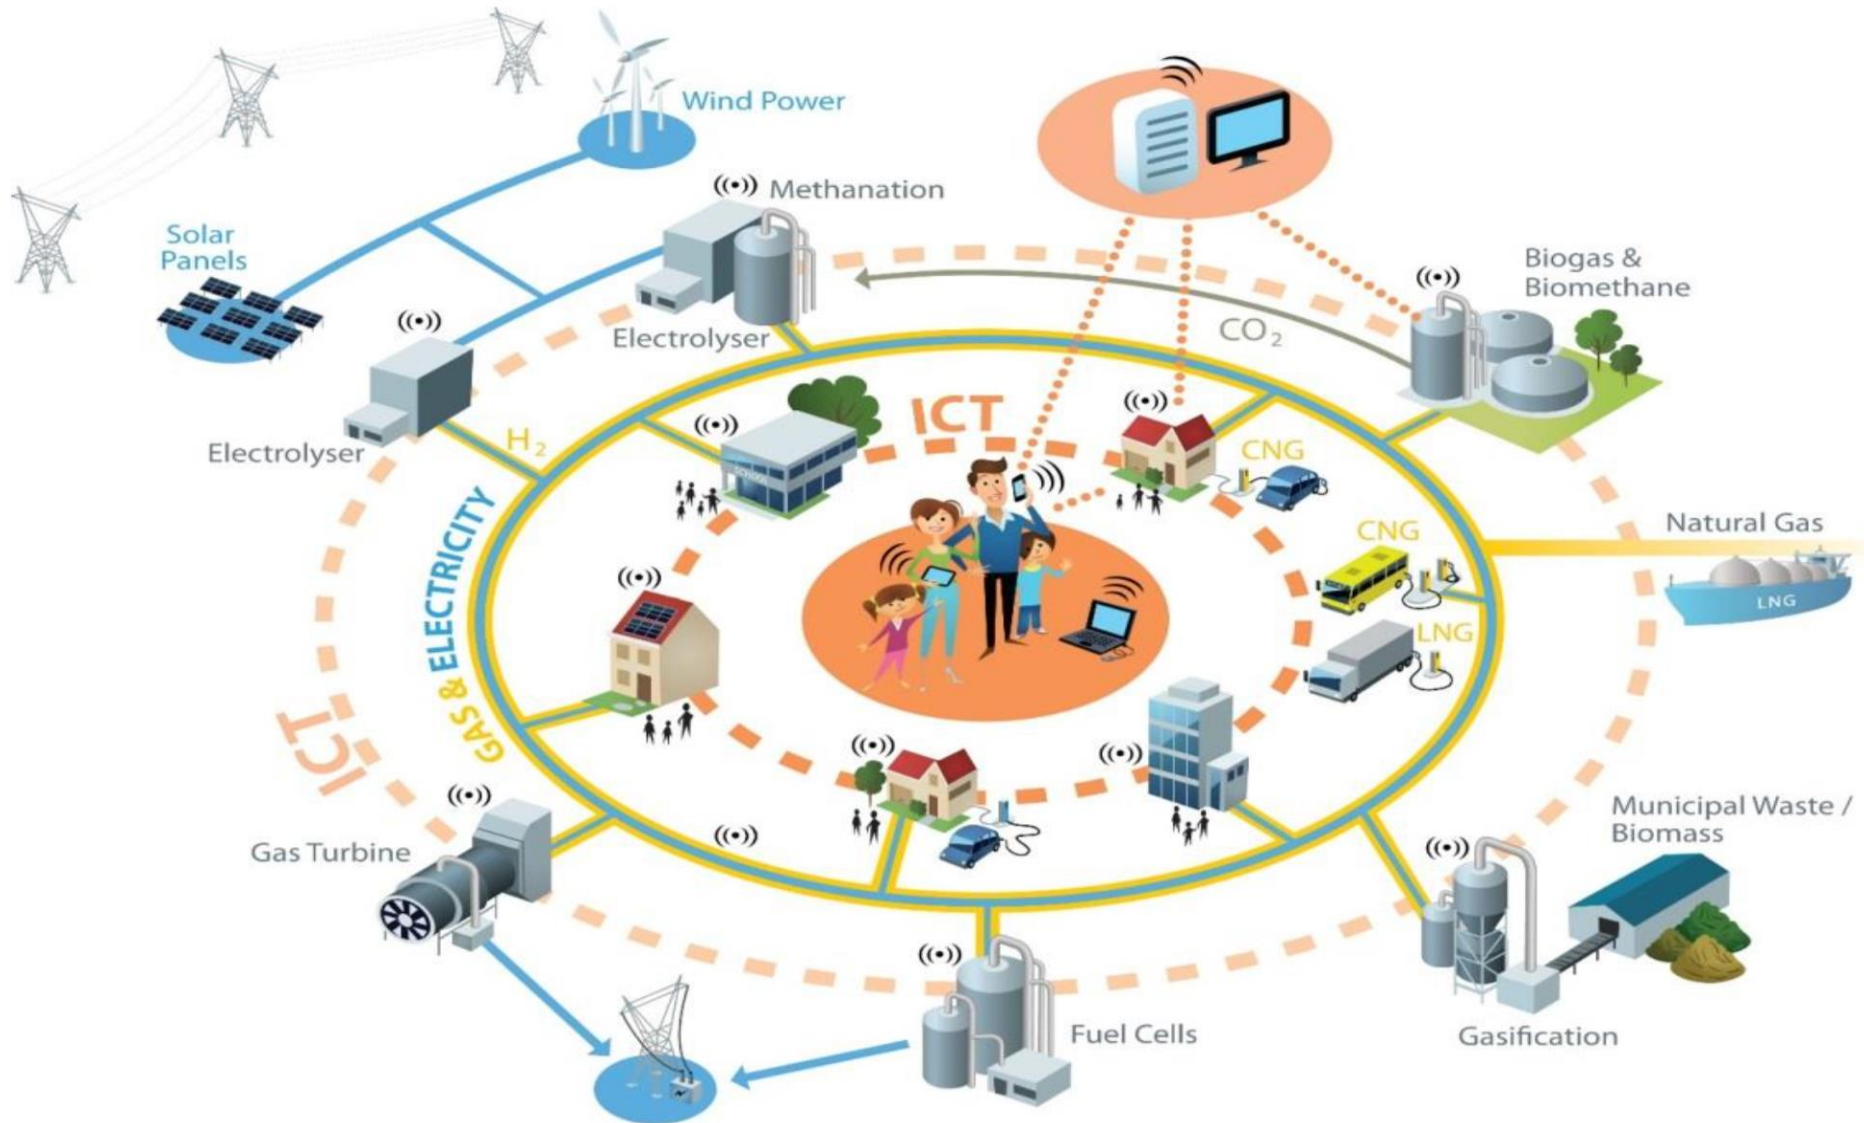 Wind Power
Methanation
Solar
Panels
Biogas &
Biomethane
Electrolyser
CO₂
ICT
Electrolyser
H₂
CNG
SCHOOL
GAS & ELECTRICITY
CNG
Natural Gas
LNG
LNG
ICT
Municipal Waste /
Biomass
Gas Turbine
Fuel Cells
Gasification